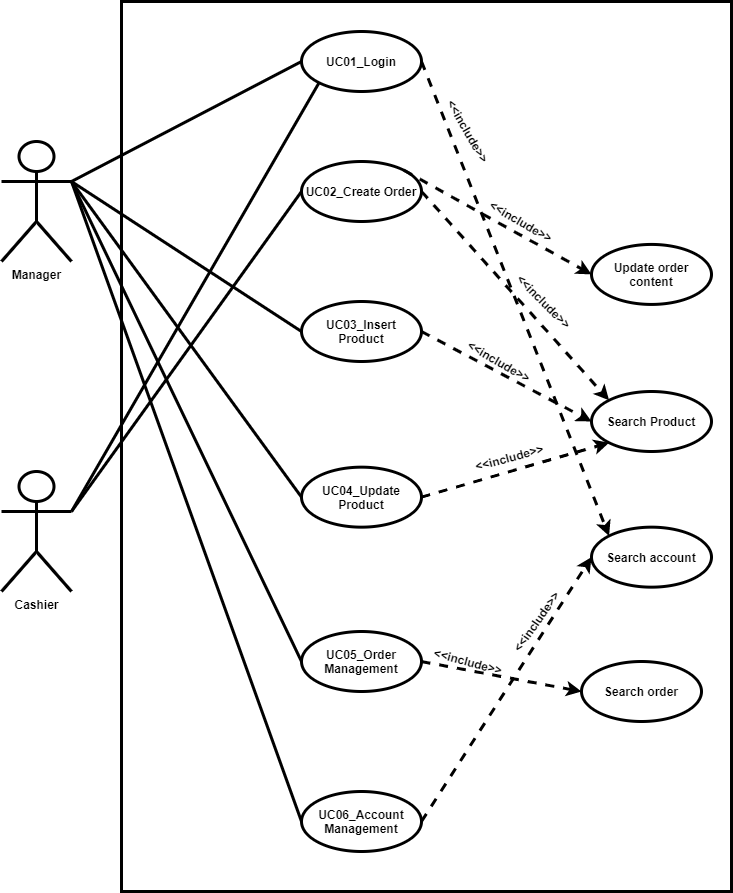 UC01_Login
<<include>>
UC02_Create Order
<<include>>
Manager
Update order
content
<<include>>
UC03_Insert
Product
<<include>>
Search Product
<<include>>
UC04_Update
Product
Search account
Cashier
<<include>>
UC05_Order
Management
<<include>>
Search order
UC06_Account
Management